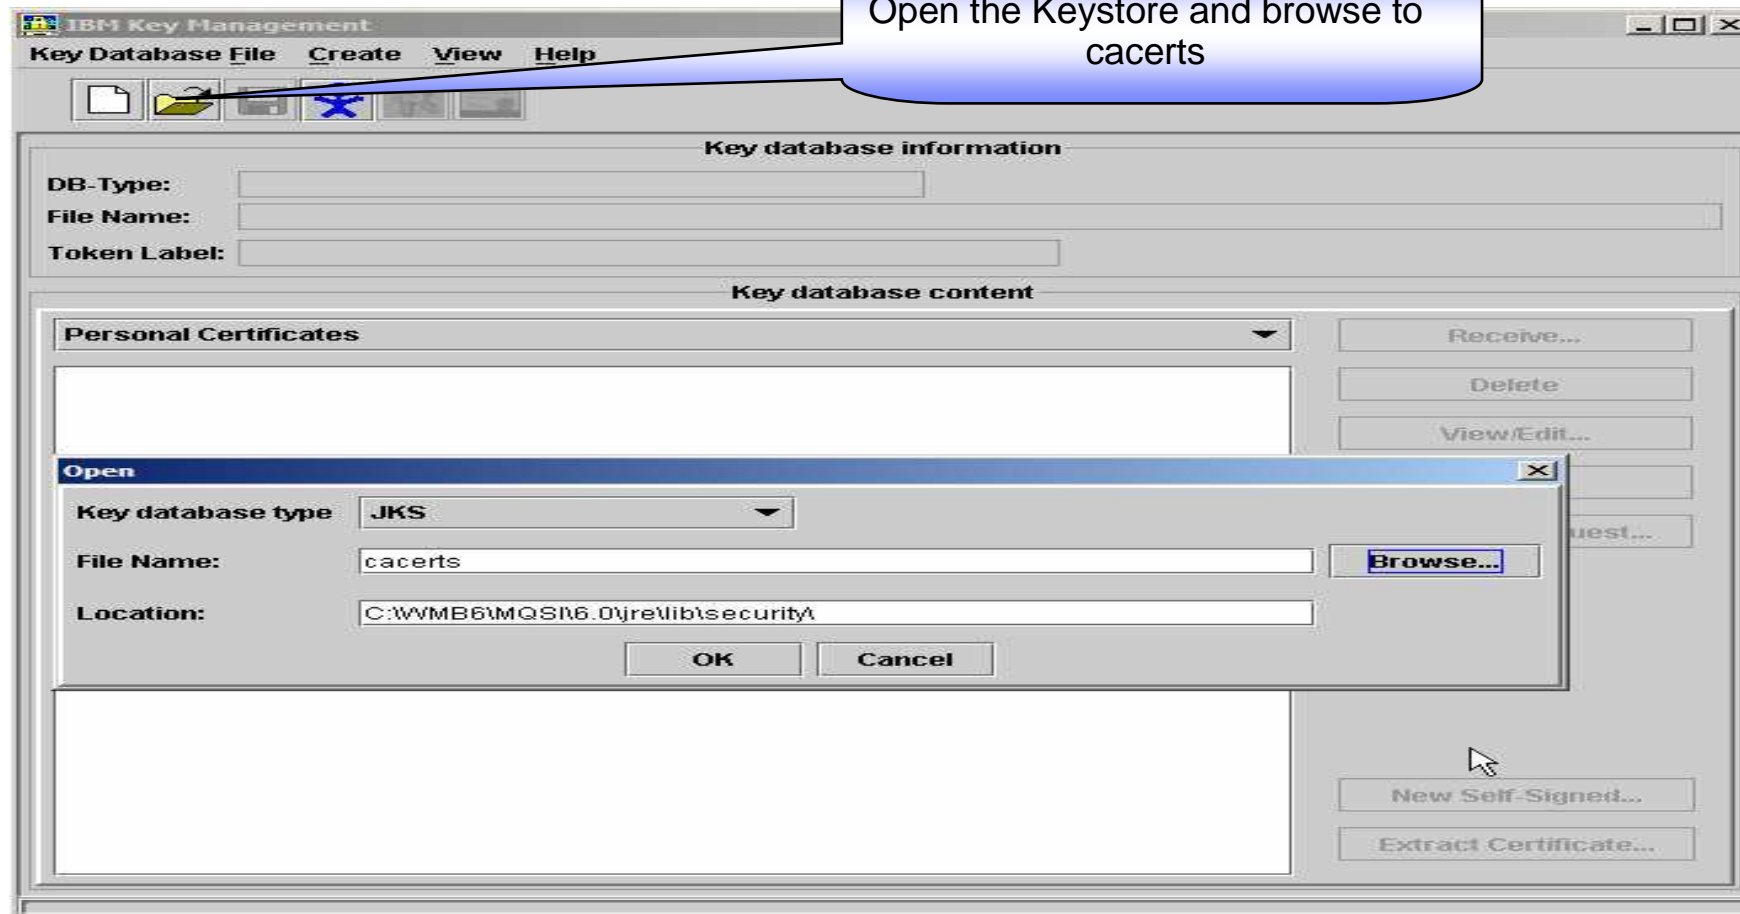 Open the Keystore and browse to
cacerts
IBM Key Management
Key Database File Create View Help
Key database information
DB-Type:
File Name:
Token Label:
Key database content
Personal Certificates
Receive...
Delete
View/Edit...
Open
Key database type JKS
uest...
File Name: cacerts Browse...
Location: C:\WMB6\MQSI\6.0\jre\lib\security\
OK Cancel
New Self-Signed...
Extract Certificate...